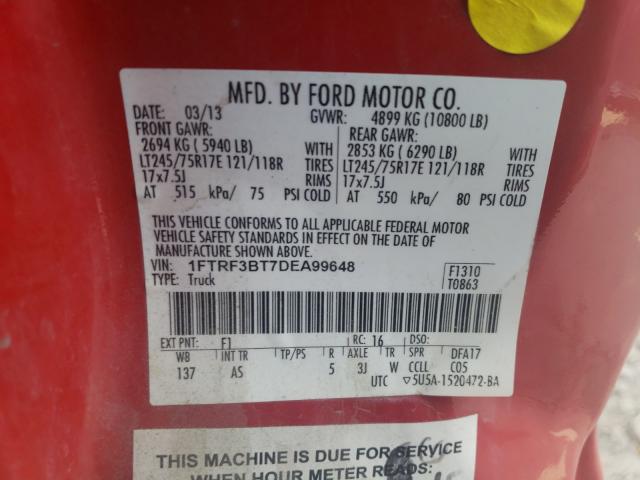 MFD. BY FORD MOTOR CO.
DATE: 03/13 GVWR: 4899 KG (10800 LB)
FRONT GAWR: REAR GAWR:
2694 KG ( 5940 LB) WITH 2853 KG ( 6290 LB) WITH
LT245/75R17E 121/118R TIRES LT245/75R17E 121/118R TIRES
17x7.5J RIMS 17x7.5J RIMS
AT 515 kPa/ 75 PSI COLD AT 550 kPa/ 80 PSI COLD
THIS VEHICLE CONFORMS TO ALL APPLICABLE FEDERAL MOTOR
VEHICLE SAFETY STANDARDS IN EFFECT ON THE DATE OF
MANUFACTURE SHOWN ABOVE.
VIN: 1FTRF3BT7DEA99648 F1310
TYPE: Truck T0863
EXT PNT: F1 RC: 16 DSO:
WB INT TR TP/PS R AXLE TR SPR DFA17
137 AS 5 3J W CCLL C05
UTC ▽5U5A-1520472-BA
THIS MACHINE IS DUE FOR SERVICE
WHEN HOUR METER READS: